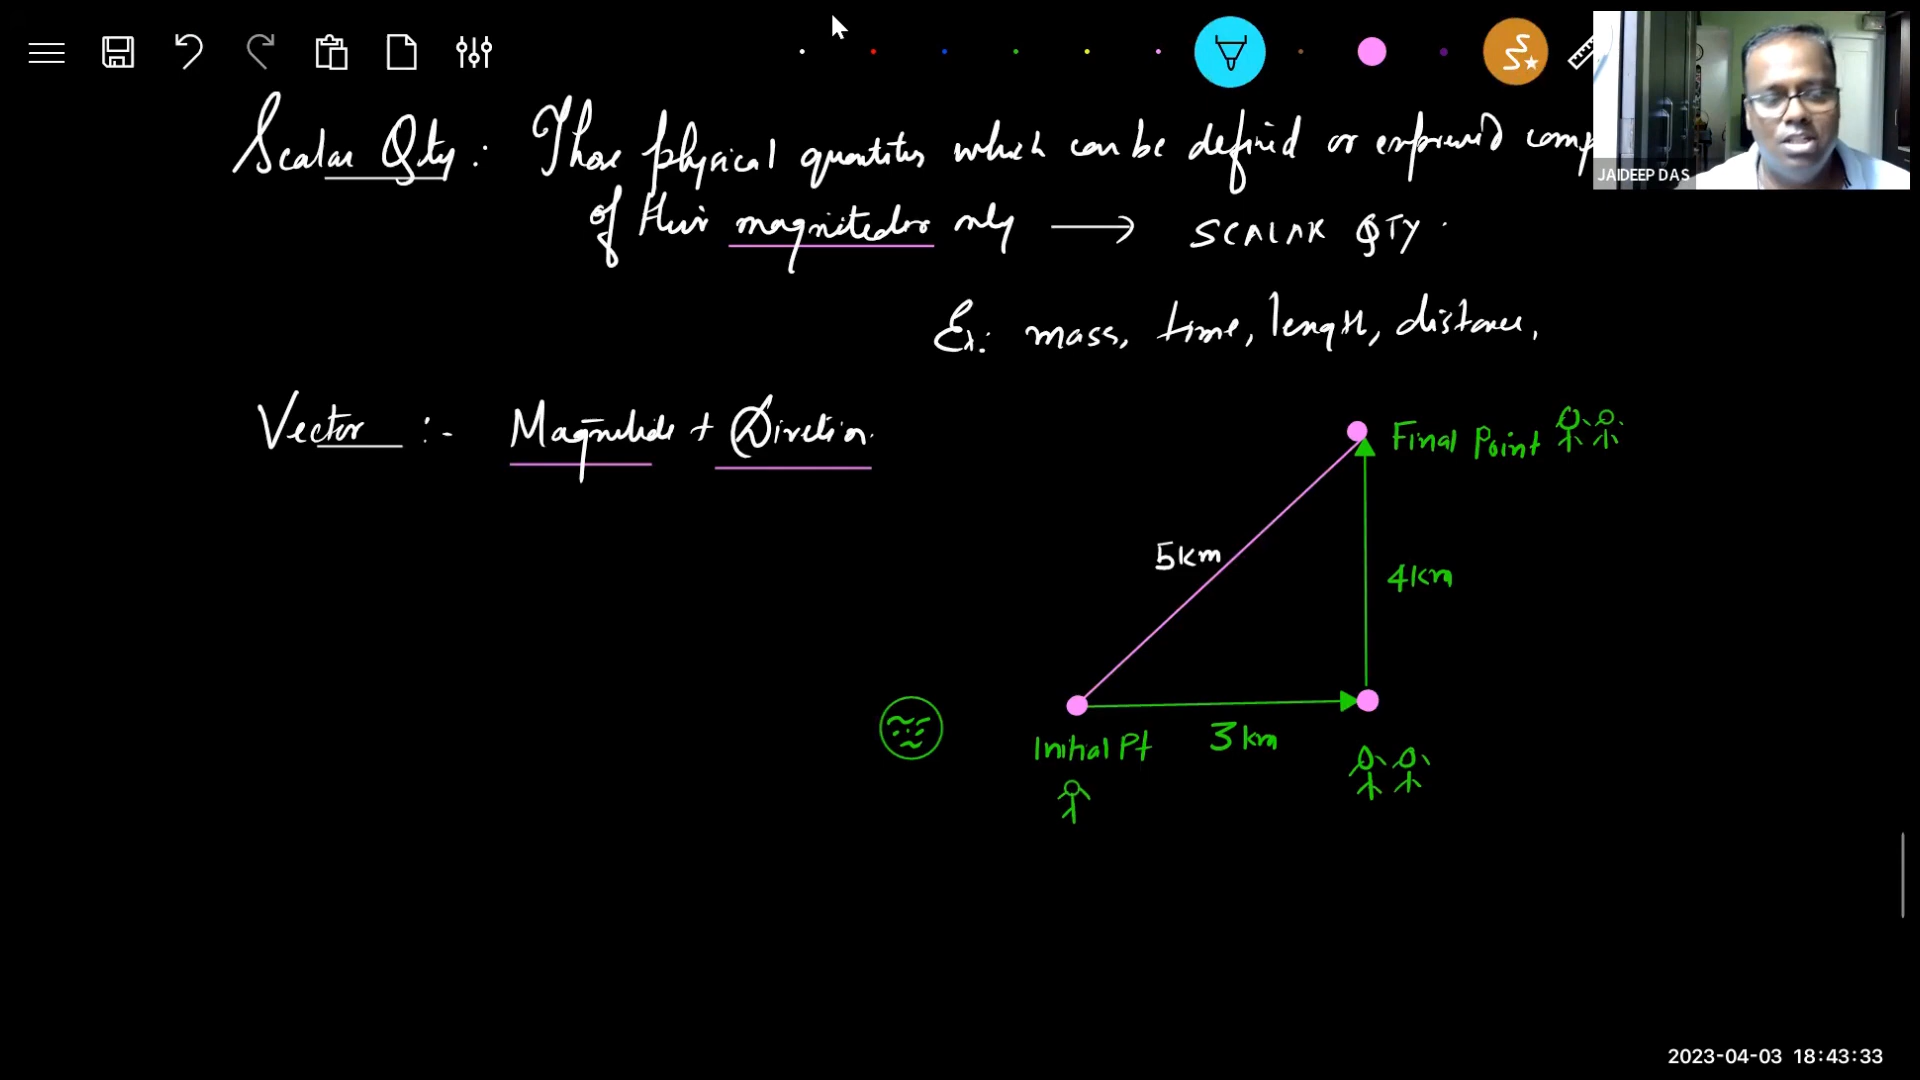 Scalar Qty: Those physical quantities which can be defined or expressed comp
JAIDEEP DAS
of their magnitudes only → SCALAR QTY.
Ex: mass, time, length, distance,
Vector :- Magnitude + Direction.
Final Point
5km
4km
Initial Pt
3 km
2023-04-03 18:43:33